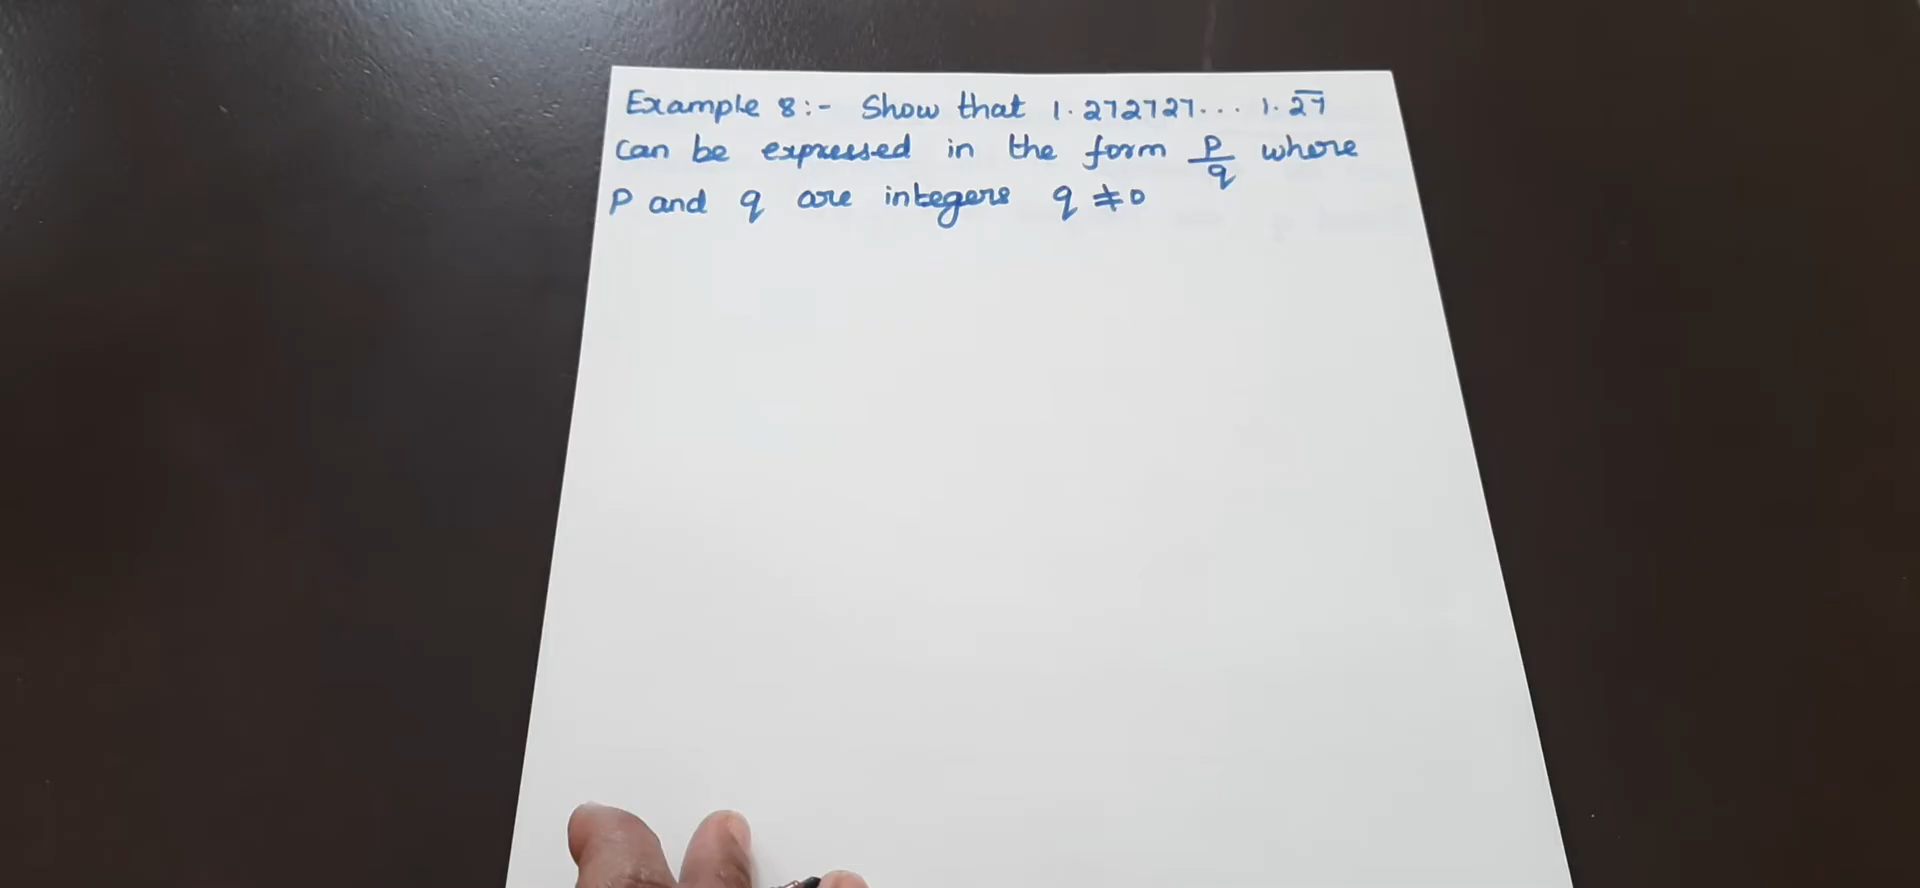 Example 8:- Show that 1.272727... 1.2̅7̅
can be expressed in the form p/q where
P and q are integers q ≠ 0